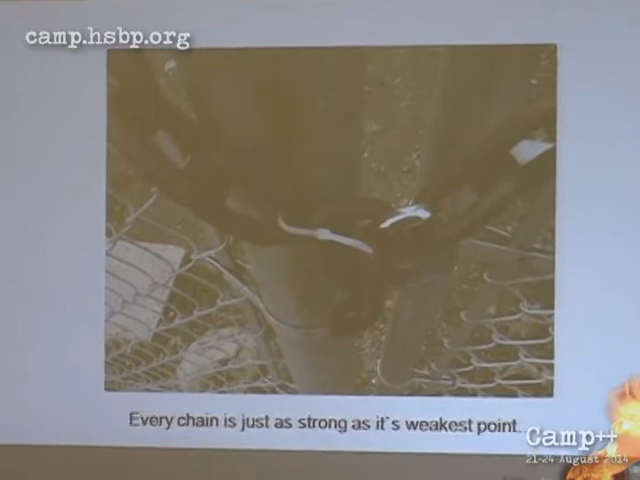 camp.hsbp.org
Every chain is just as strong as it`s weakest point.
Camp++
21-24 August 2014